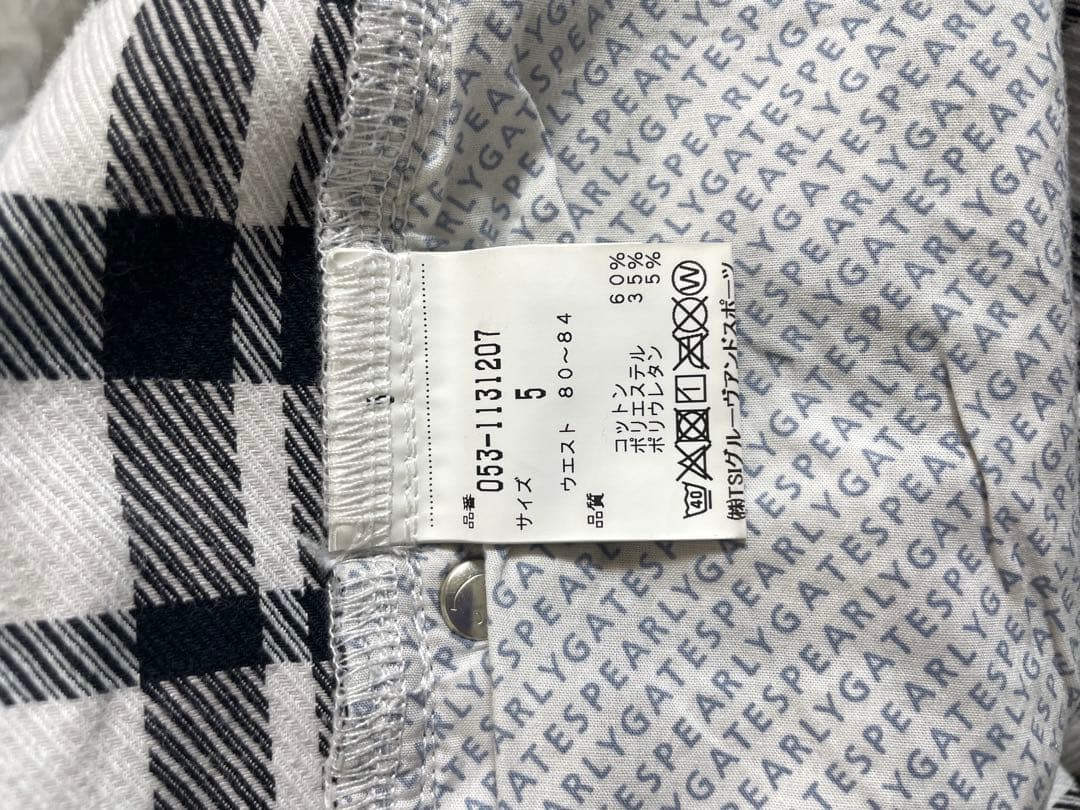 品番
053-1131207
サイズ 5
ウエスト 80～84
品質
コットン 60%
ポリエステル 35%
ポリウレタン 5%
40 W
(株)TSIグルーヴアンドスポーツ
PEARLYGATES